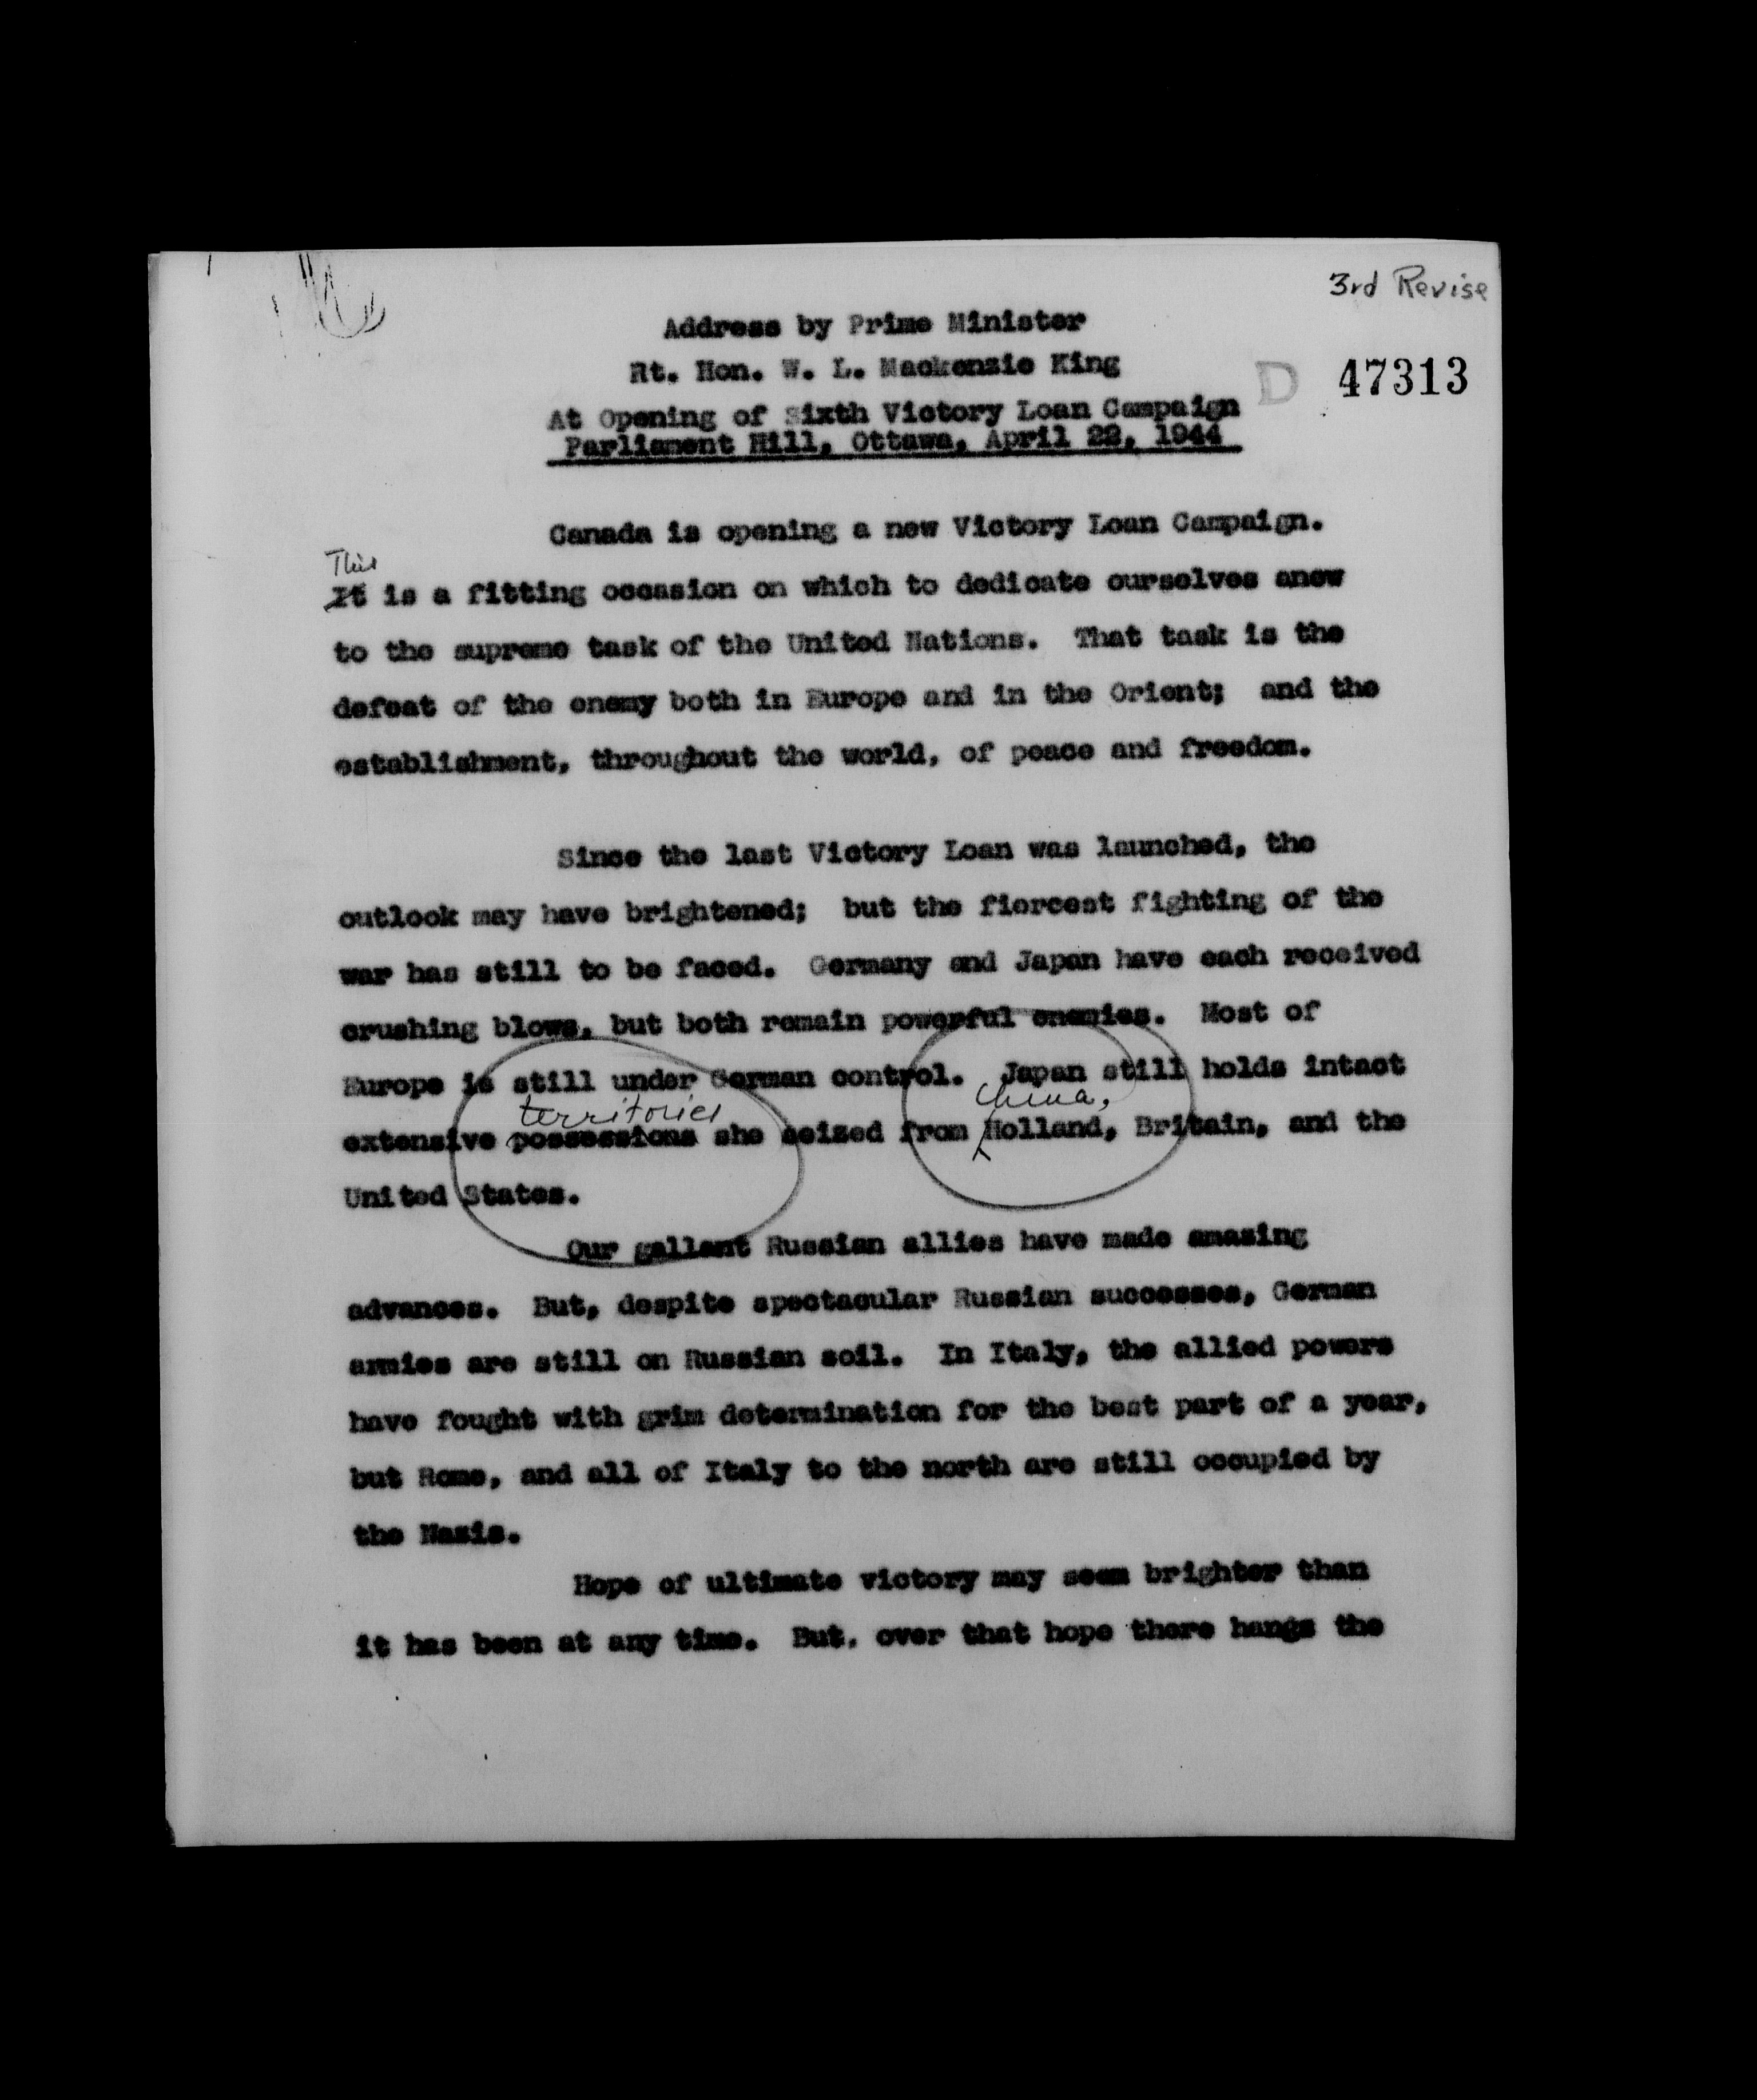 3rd Revise
Address by Prime Minister
Rt. Hon. W. L. Mackenzie King
D 47313
At Opening of Sixth Victory Loan Campaign
Parliament Hill, Ottawa, April 22, 1944
Canada is opening a new Victory Loan Campaign.
This
It is a fitting occasion on which to dedicate ourselves anew
to the supreme task of the United Nations. That task is the
defeat of the enemy both in Europe and in the Orient; and the
establishment, throughout the world, of peace and freedom.
Since the last Victory Loan was launched, the
outlook may have brightened; but the fiercest fighting of the
war has still to be faced. Germany and Japan have each received
crushing blows, but both remain powerful enemies. Most of
Europe is still under German control. Japan still holds intact
territories China,
extensive possessions she seized from Holland, Britain, and the
United States.
Our gallant Russian allies have made amazing
advances. But, despite spectacular Russian successes, German
armies are still on Russian soil. In Italy, the allied powers
have fought with grim determination for the best part of a year,
but Rome, and all of Italy to the north are still occupied by
the Nazis.
Hope of ultimate victory may seem brighter than
it has been at any time. But, over that hope there hangs the